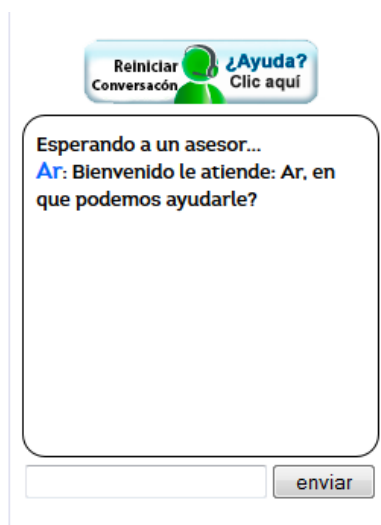 Reiniciar
Conversacón
¿Ayuda?
Clic aquí
Esperando a un asesor...
Ar: Bienvenido le atiende: Ar, en
que podemos ayudarle?
enviar